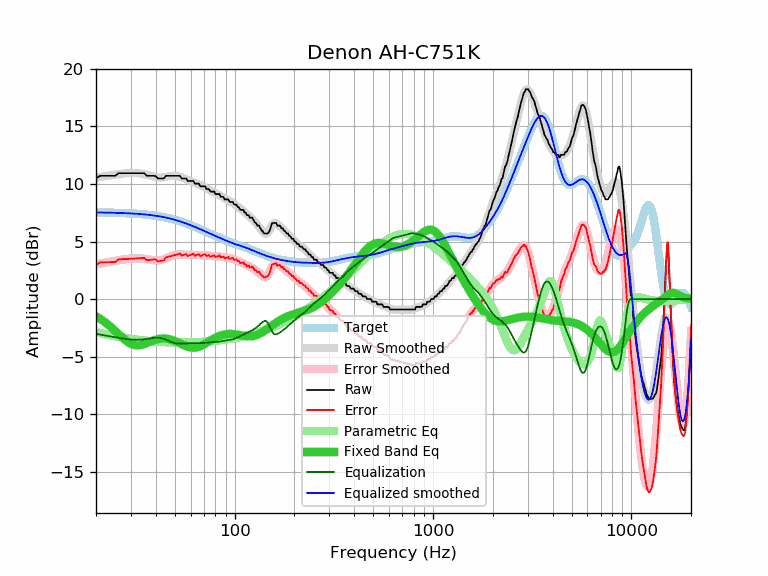 Denon AH-C751K
20
15
10
5
0
−5
−10
−15
Amplitude (dBr)
100
1000
10000
Frequency (Hz)
Target
Raw Smoothed
Error Smoothed
Raw
Error
Parametric Eq
Fixed Band Eq
Equalization
Equalized smoothed